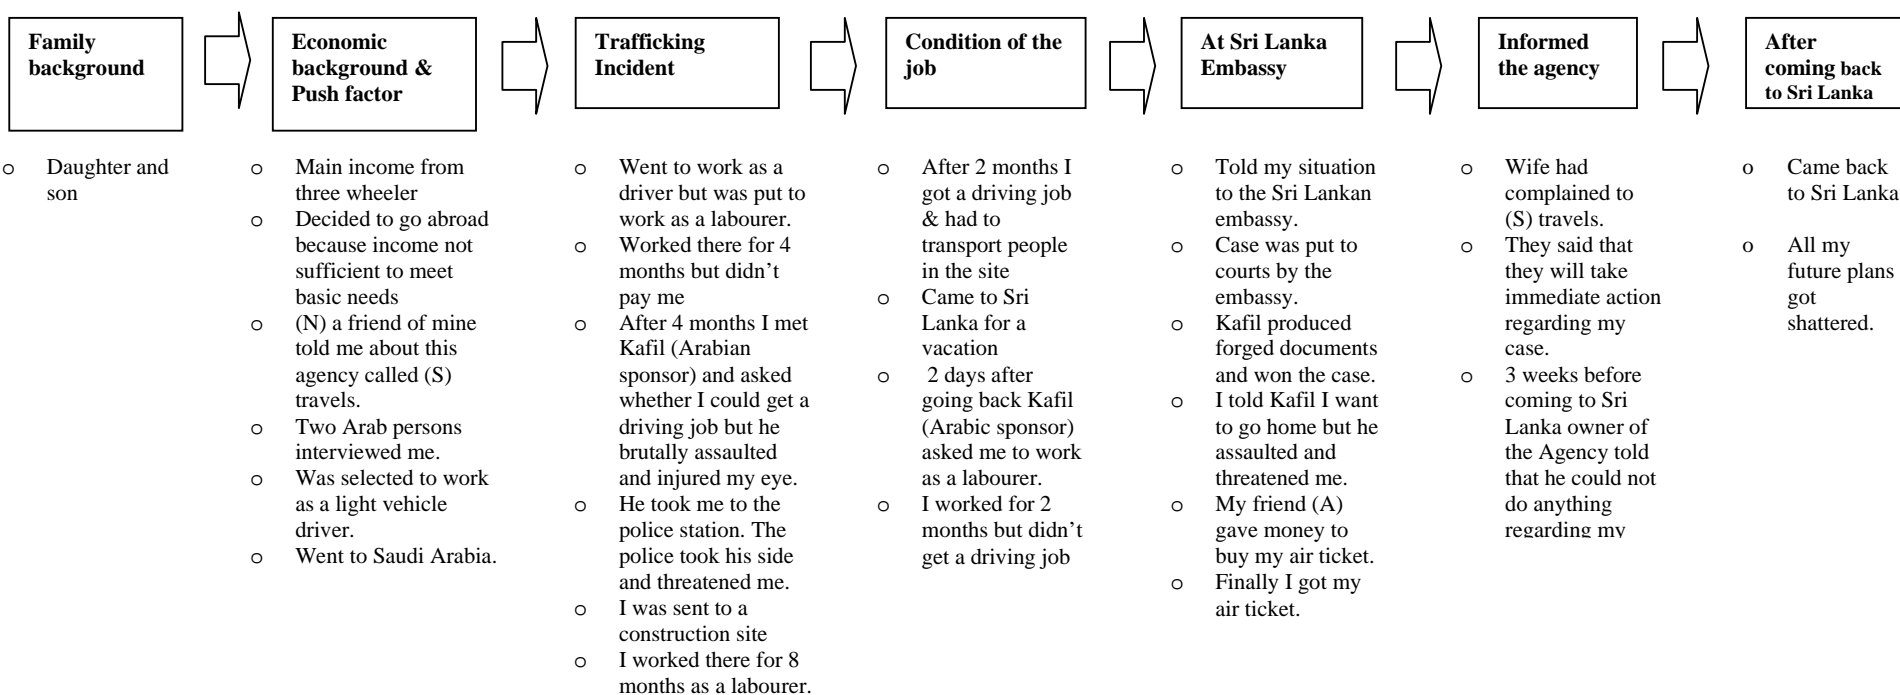 Family
background
Economic
background &
Push factor
Trafficking
Incident
Condition of the
job
At Sri Lanka
Embassy
Informed
the agency
After
coming back
to Sri Lanka
o Daughter and
son
o Main income from
three wheeler
o Decided to go abroad
because income not
sufficient to meet
basic needs
o (N) a friend of mine
told me about this
agency called (S)
travels.
o Two Arab persons
interviewed me.
o Was selected to work
as a light vehicle
driver.
o Went to Saudi Arabia.
o Went to work as a
driver but was put to
work as a labourer.
o Worked there for 4
months but didn’t
pay me
o After 4 months I met
Kafil (Arabian
sponsor) and asked
whether I could get a
driving job but he
brutally assaulted
and injured my eye.
o He took me to the
police station. The
police took his side
and threatened me.
o I was sent to a
construction site
o I worked there for 8
months as a labourer.
o After 2 months I
got a driving job
& had to
transport people
in the site
o Came to Sri
Lanka for a
vacation
o 2 days after
going back Kafil
(Arabic sponsor)
asked me to work
as a labourer.
o I worked for 2
months but didn’t
get a driving job
o Told my situation
to the Sri Lankan
embassy.
o Case was put to
courts by the
embassy.
o Kafil produced
forged documents
and won the case.
o I told Kafil I want
to go home but he
assaulted and
threatened me.
o My friend (A)
gave money to
buy my air ticket.
o Finally I got my
air ticket.
o Wife had
complained to
(S) travels.
o They said that
they will take
immediate action
regarding my
case.
o 3 weeks before
coming to Sri
Lanka owner of
the Agency told
that he could not
do anything
regarding my
o Came back
to Sri Lanka
o All my
future plans
got
shattered.